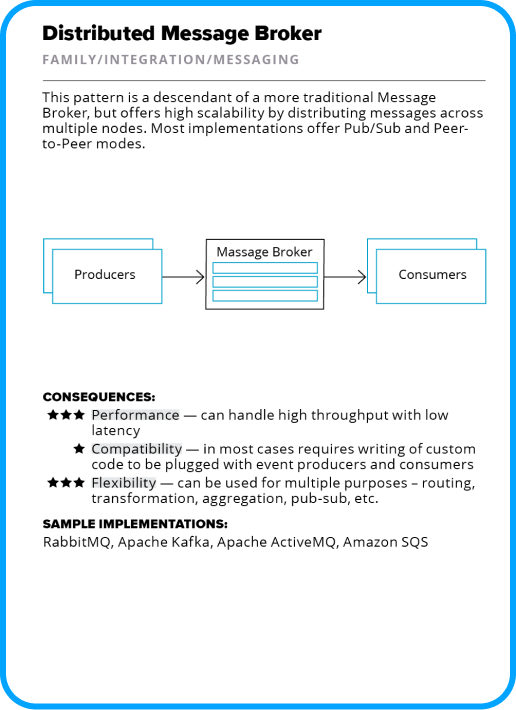 Distributed Message Broker
FAMILY/INTEGRATION/MESSAGING
This pattern is a descendant of a more traditional Message
Broker, but offers high scalability by distributing messages across
multiple nodes. Most implementations offer Pub/Sub and Peer-
to-Peer modes.
Producers
Massage Broker
Consumers
CONSEQUENCES:
★★★ Performance — can handle high throughput with low
latency
★ Compatibility — in most cases requires writing of custom
code to be plugged with event producers and consumers
★★★ Flexibility — can be used for multiple purposes – routing,
transformation, aggregation, pub-sub, etc.
SAMPLE IMPLEMENTATIONS:
RabbitMQ, Apache Kafka, Apache ActiveMQ, Amazon SQS